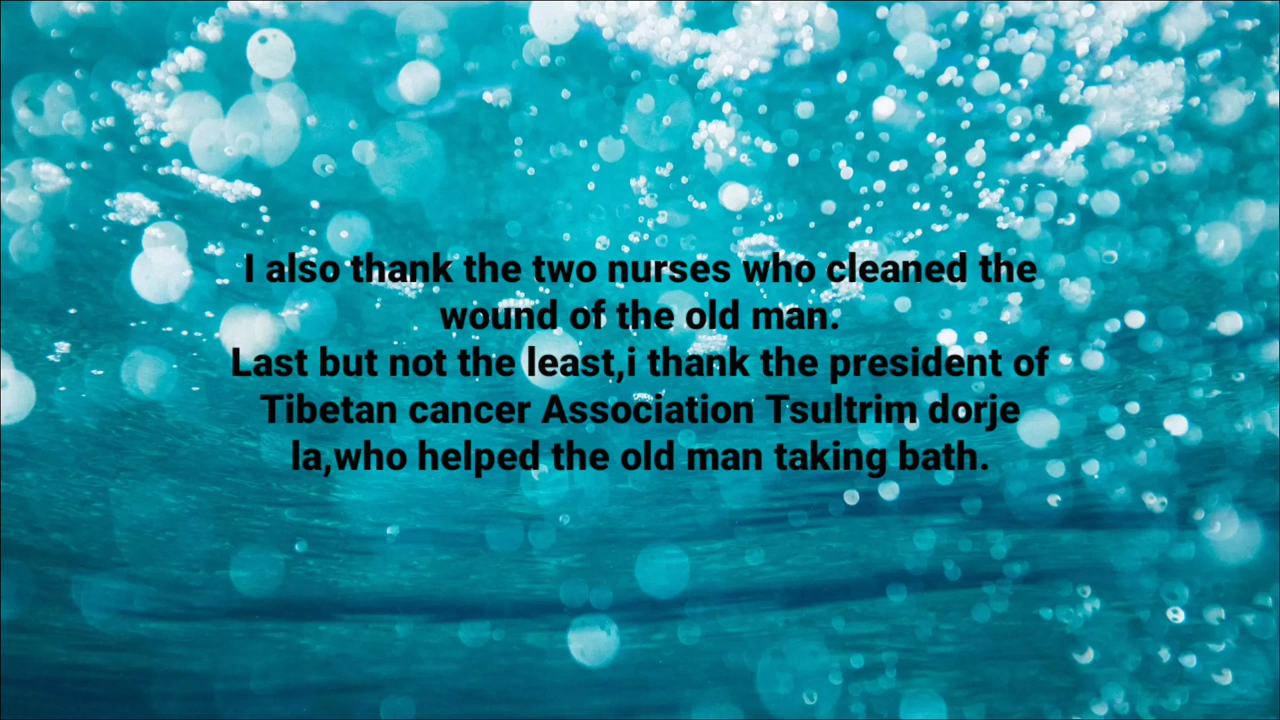 I also thank the two nurses who cleaned the
wound of the old man.
Last but not the least,i thank the president of
Tibetan cancer Association Tsultrim dorje
la,who helped the old man taking bath.